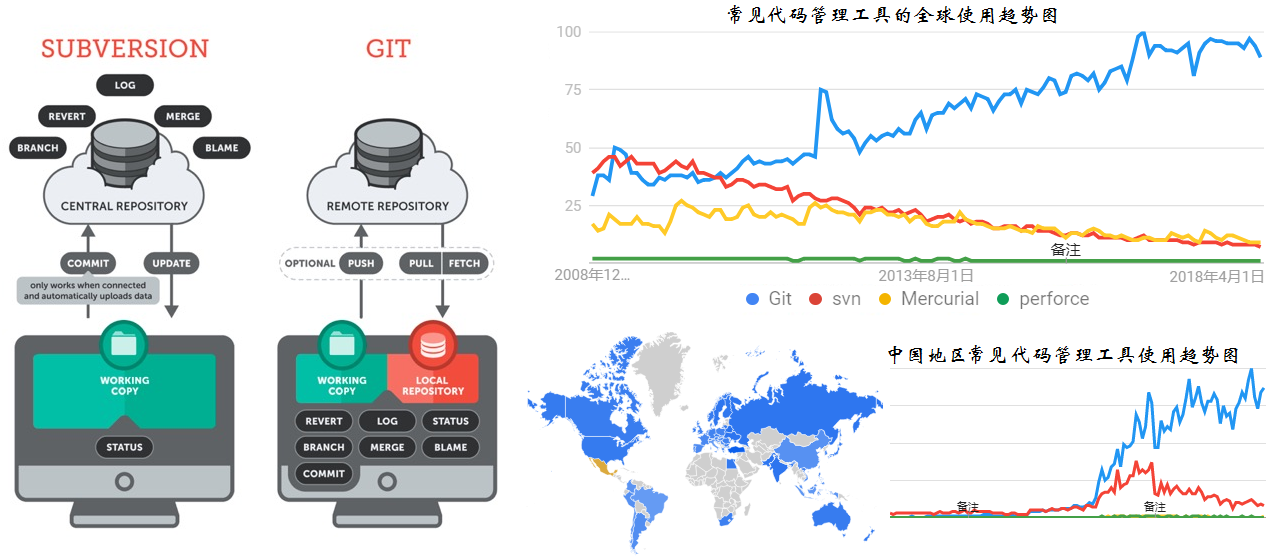 SUBVERSION
LOG
REVERT
MERGE
BRANCH
BLAME
CENTRAL REPOSITORY
COMMIT
UPDATE
only works when connected
and automatically uploads data
WORKING
COPY
STATUS
GIT
REMOTE REPOSITORY
OPTIONAL
PUSH
PULL
FETCH
WORKING
COPY
LOCAL
REPOSITORY
REVERT
LOG
STATUS
BRANCH
MERGE
BLAME
COMMIT
常见代码管理工具的全球使用趋势图
100
75
50
25
备注
2008年12...
2013年8月1日
2018年4月1日
Git
svn
Mercurial
perforce
中国地区常见代码管理工具使用趋势图
备注
备注